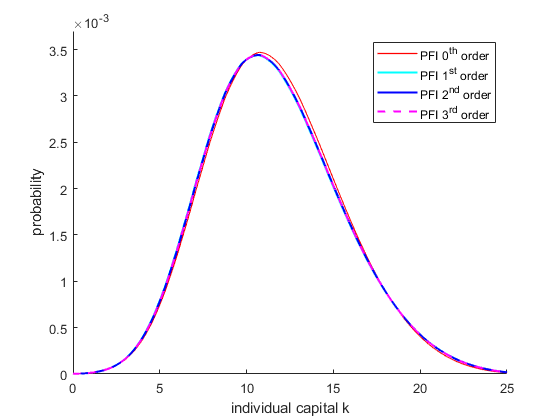 ×10⁻³
3.5
3
2.5
2
1.5
1
0.5
0
0 5 10 15 20 25
probability
individual capital k
PFI 0ᵗʰ order
PFI 1ˢᵗ order
PFI 2ⁿᵈ order
PFI 3ʳᵈ order